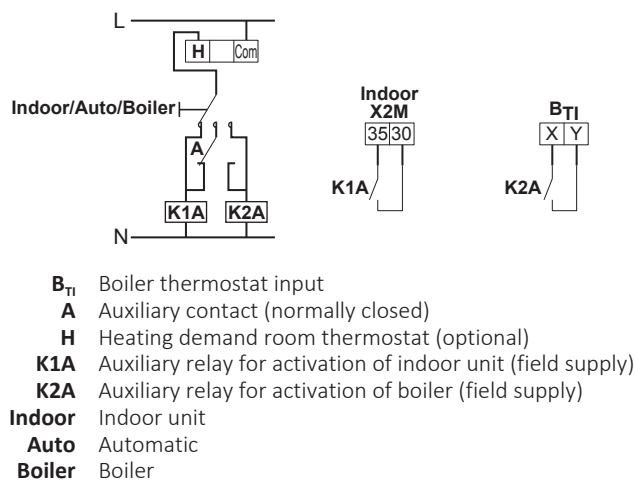 L
H Com
Indoor/Auto/Boiler
A
K1A K2A
N
Indoor
X2M
35 30
K1A
BTI
X Y
K2A
BTI Boiler thermostat input
A Auxiliary contact (normally closed)
H Heating demand room thermostat (optional)
K1A Auxiliary relay for activation of indoor unit (field supply)
K2A Auxiliary relay for activation of boiler (field supply)
Indoor Indoor unit
Auto Automatic
Boiler Boiler